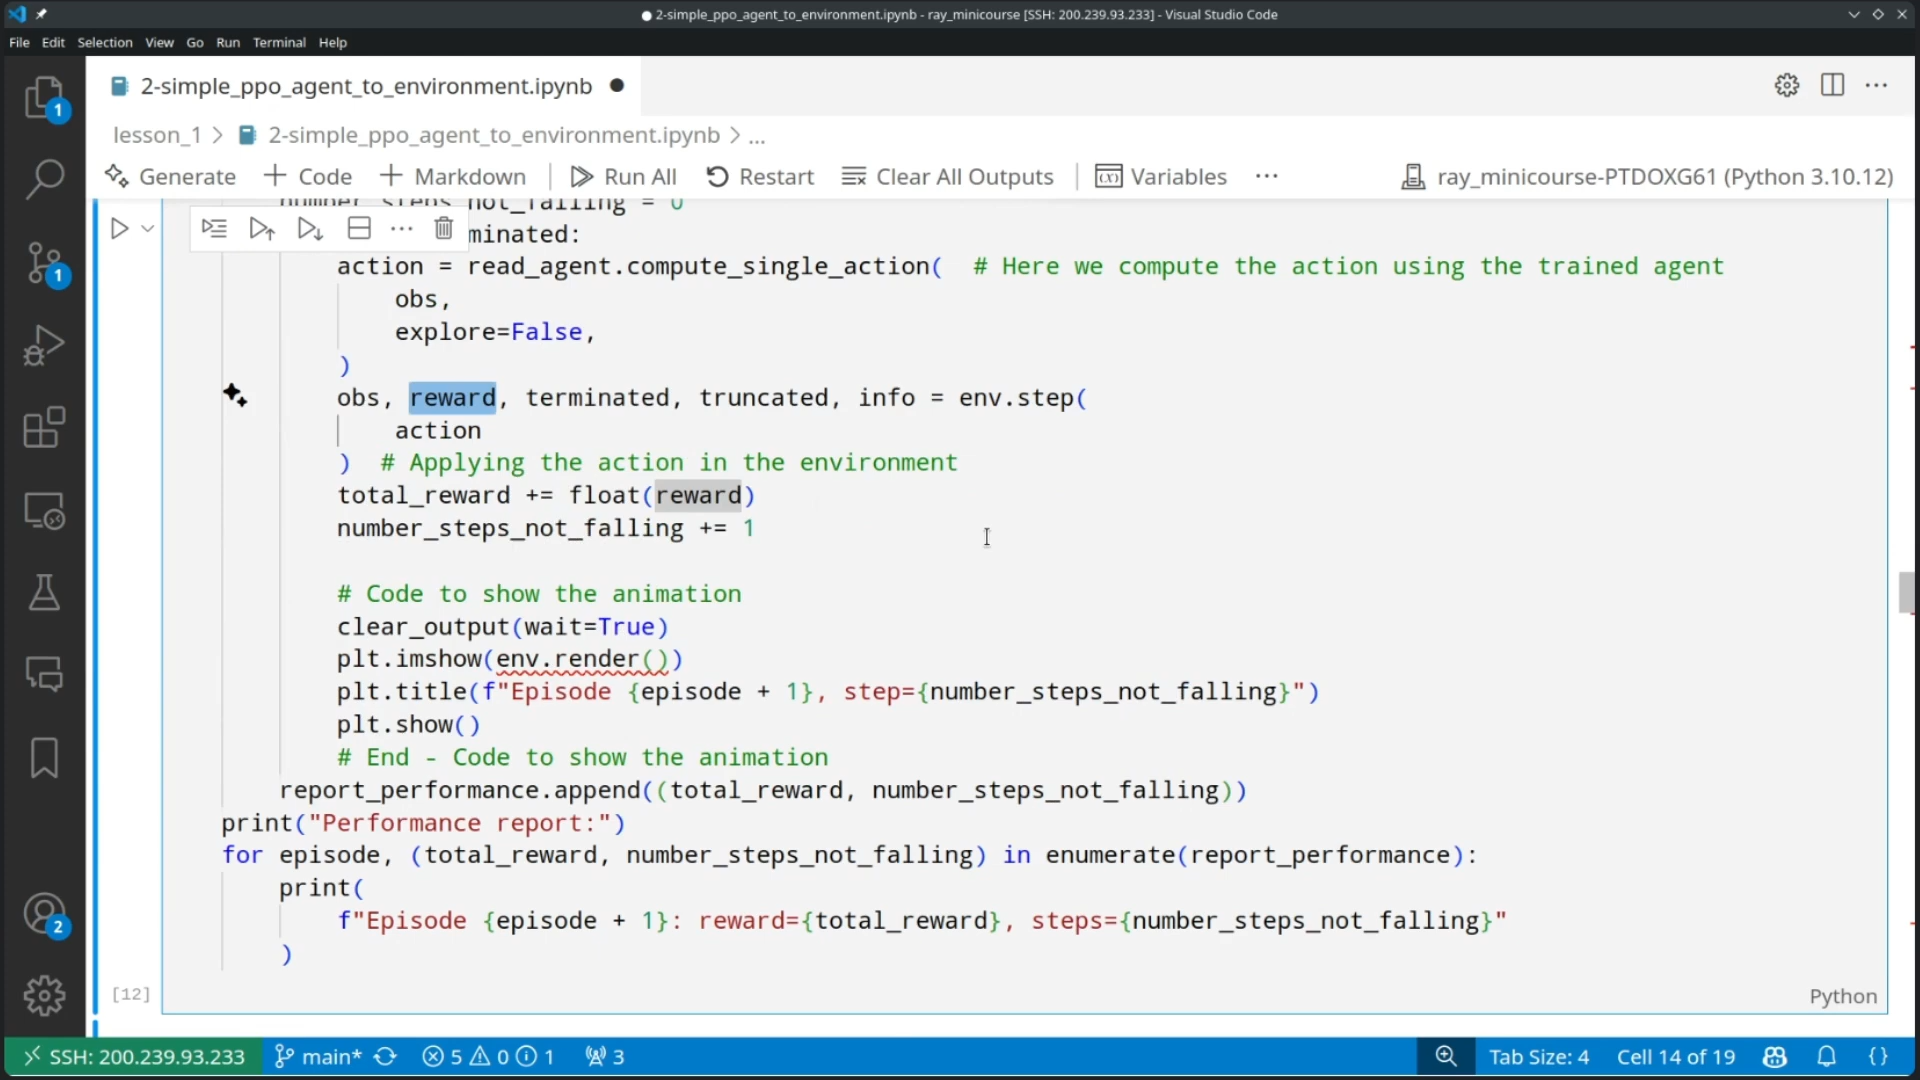 2-simple_ppo_agent_to_environment.ipynb - ray_minicourse [SSH: 200.239.93.233] - Visual Studio Code
File Edit Selection View Go Run Terminal Help
2-simple_ppo_agent_to_environment.ipynb
lesson_1 > 2-simple_ppo_agent_to_environment.ipynb > ...
Generate + Code + Markdown Run All Restart Clear All Outputs Variables ... ray_minicourse-PTDOXG61 (Python 3.10.12)
number_steps_not_falling = 0
minated:
action = read_agent.compute_single_action(  # Here we compute the action using the trained agent
obs,
explore=False,
)
obs, reward, terminated, truncated, info = env.step(
action
)  # Applying the action in the environment
total_reward += float(reward)
number_steps_not_falling += 1
# Code to show the animation
clear_output(wait=True)
plt.imshow(env.render())
plt.title(f"Episode {episode + 1}, step={number_steps_not_falling}")
plt.show()
# End - Code to show the animation
report_performance.append((total_reward, number_steps_not_falling))
print("Performance report:")
for episode, (total_reward, number_steps_not_falling) in enumerate(report_performance):
print(
f"Episode {episode + 1}: reward={total_reward}, steps={number_steps_not_falling}"
)
[12]
Python
1
1
2
SSH: 200.239.93.233 main* 5 0 1 3 Tab Size: 4 Cell 14 of 19 {}